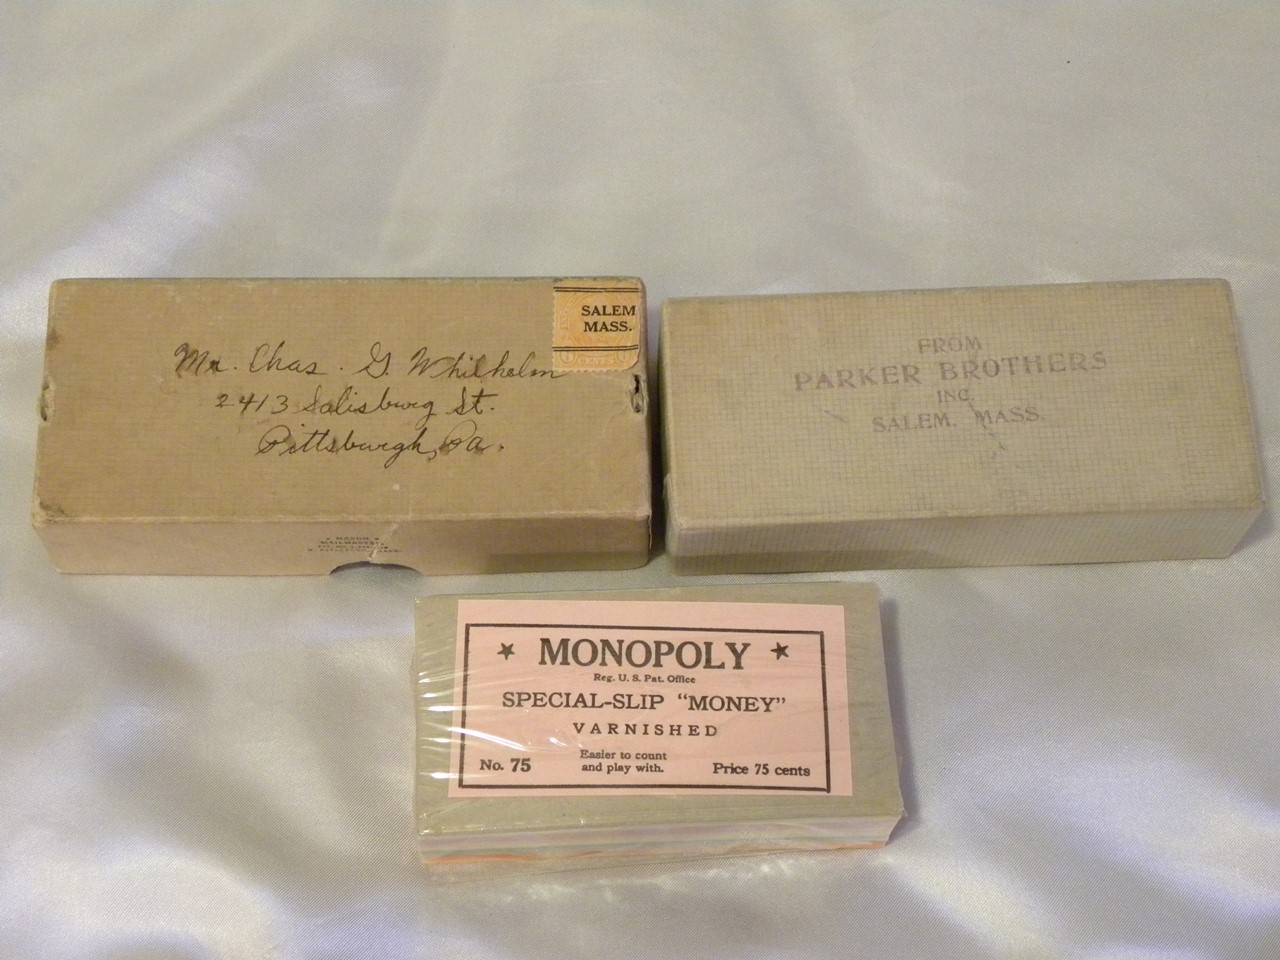 SALEM
MASS.
Mr. Chas. G. Whilhelm
2413 Salisburg St.
Pittsburgh, Pa.
FROM
PARKER BROTHERS
INC.
SALEM, MASS.
★ MONOPOLY ★
Reg. U. S. Pat. Office
SPECIAL-SLIP “MONEY”
VARNISHED
No. 75
Easier to count
and play with.
Price 75 cents